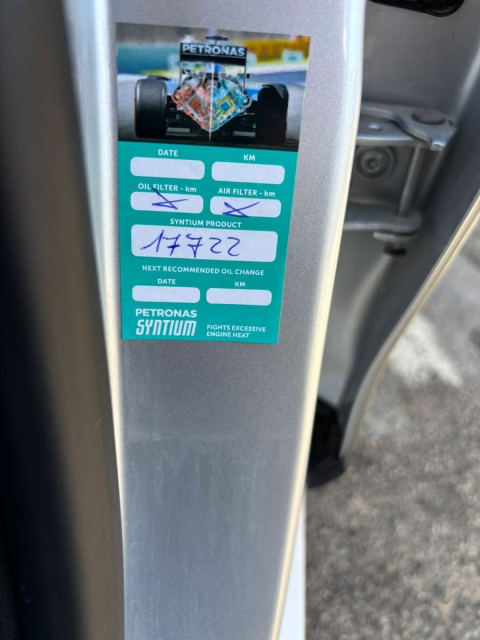 PETRONAS
DATE KM
OIL FILTER - km AIR FILTER - km
X X
SYNTIUM PRODUCT
17722
NEXT RECOMMENDED OIL CHANGE
DATE KM
PETRONAS
SYNTIUM
FIGHTS EXCESSIVE
ENGINE HEAT